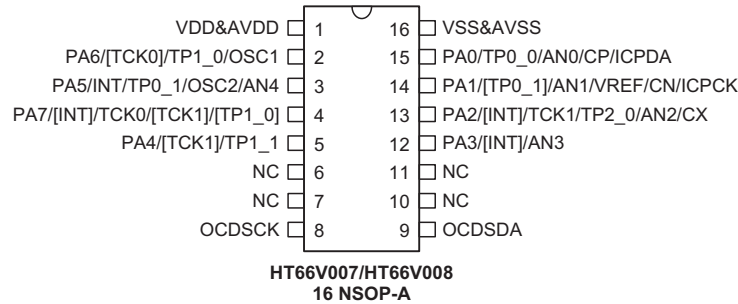 VDD&AVDD 1 16 VSS&AVSS
PA6/[TCK0]/TP1_0/OSC1 2 15 PA0/TP0_0/AN0/CP/ICPDA
PA5/INT/TP0_1/OSC2/AN4 3 14 PA1/[TP0_1]/AN1/VREF/CN/ICPCK
PA7/[INT]/TCK0/[TCK1]/[TP1_0] 4 13 PA2/[INT]/TCK1/TP2_0/AN2/CX
PA4/[TCK1]/TP1_1 5 12 PA3/[INT]/AN3
NC 6 11 NC
NC 7 10 NC
OCDSCK 8 9 OCDSDA
HT66V007/HT66V008
16 NSOP-A